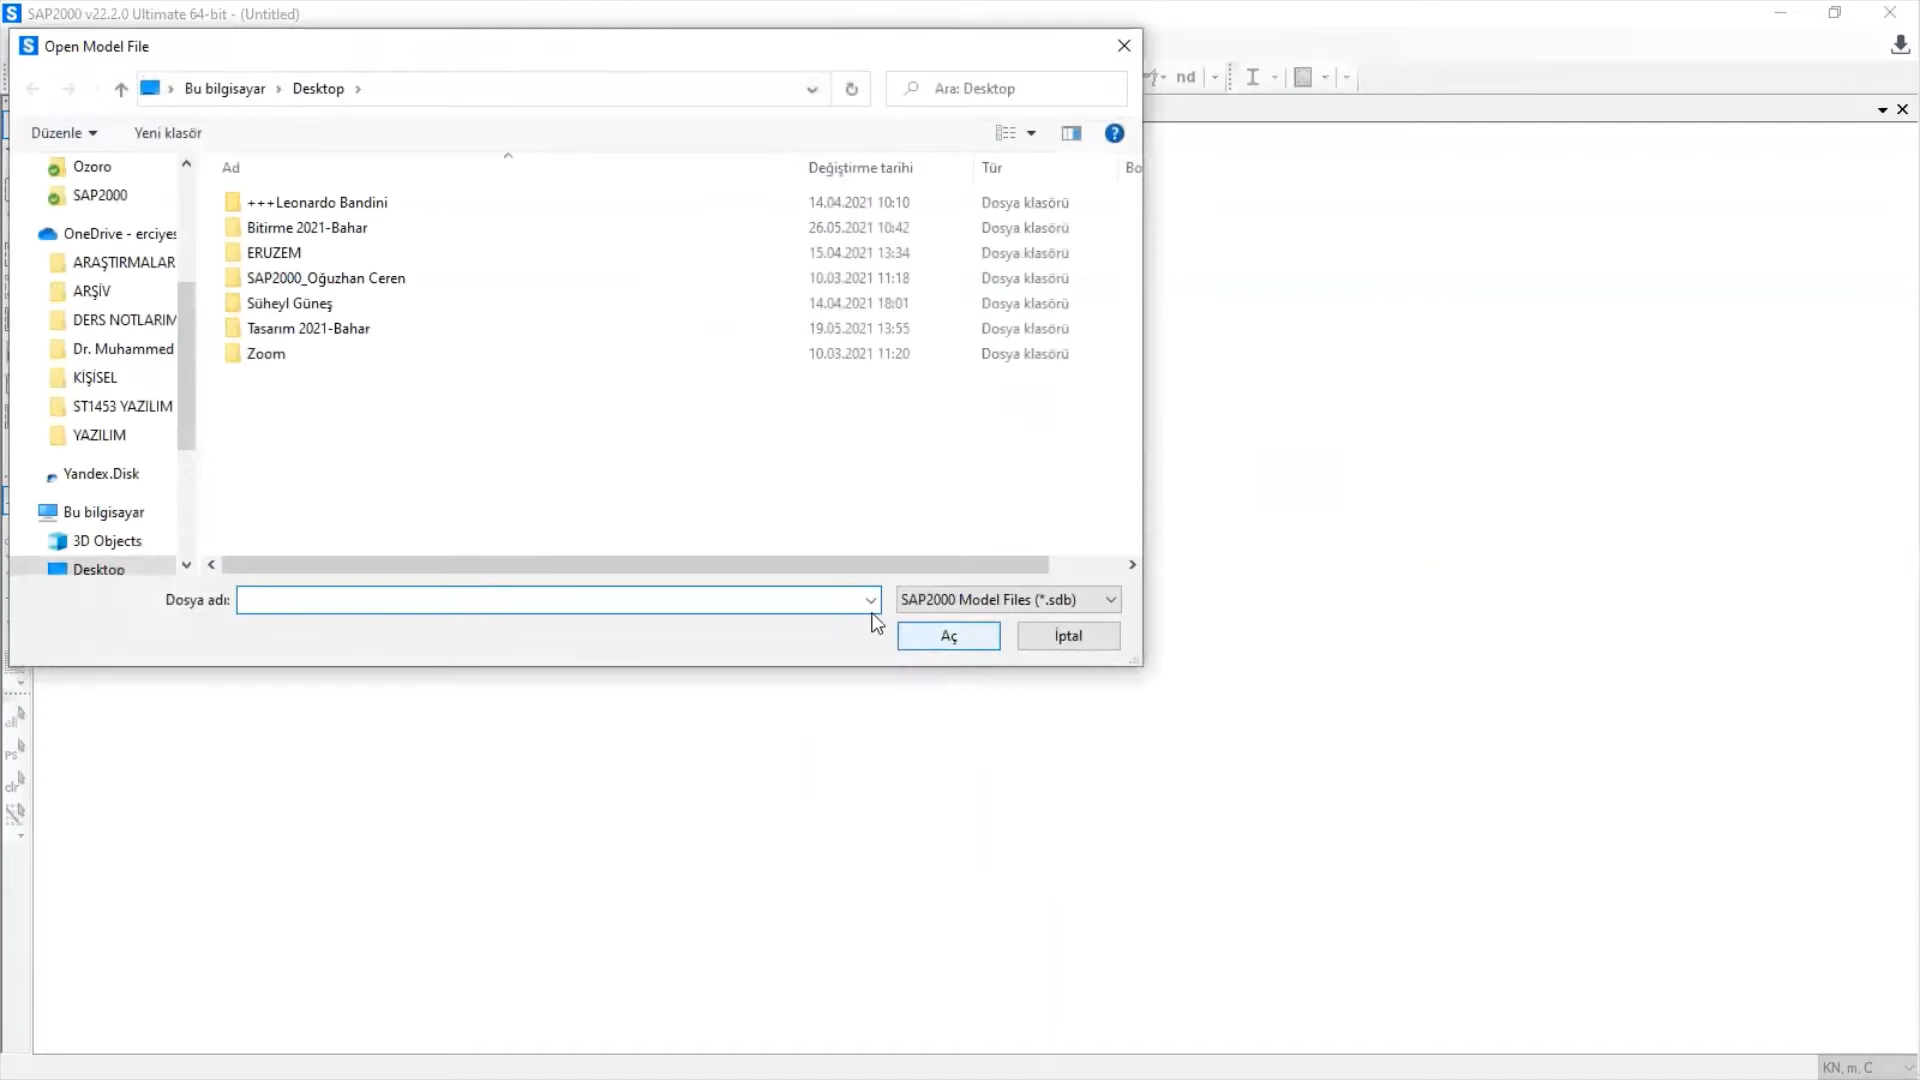 SAP2000 v22.2.0 Ultimate 64-bit - (Untitled)
Open Model File
Bu bilgisayar > Desktop >
Ara: Desktop
nd
Düzenle
Yeni klasör
Ad
Değiştirme tarihi
Tür
Bo
Ozoro
SAP2000
OneDrive - erciyes
ARAŞTIRMALAR
ARŞİV
DERS NOTLARIM
Dr. Muhammed
KİŞİSEL
ST1453 YAZILIM
YAZILIM
Yandex.Disk
Bu bilgisayar
3D Objects
Desktop
+++Leonardo Bandini 14.04.2021 10:10 Dosya klasörü
Bitirme 2021-Bahar 26.05.2021 10:42 Dosya klasörü
ERUZEM 15.04.2021 13:34 Dosya klasörü
SAP2000_Oğuzhan Ceren 10.03.2021 11:18 Dosya klasörü
Süheyl Güneş 14.04.2021 18:01 Dosya klasörü
Tasarım 2021-Bahar 19.05.2021 13:55 Dosya klasörü
Zoom 10.03.2021 11:20 Dosya klasörü
Dosya adı:
SAP2000 Model Files (*.sdb)
Aç
İptal
all
PS
clr
KN, m, C